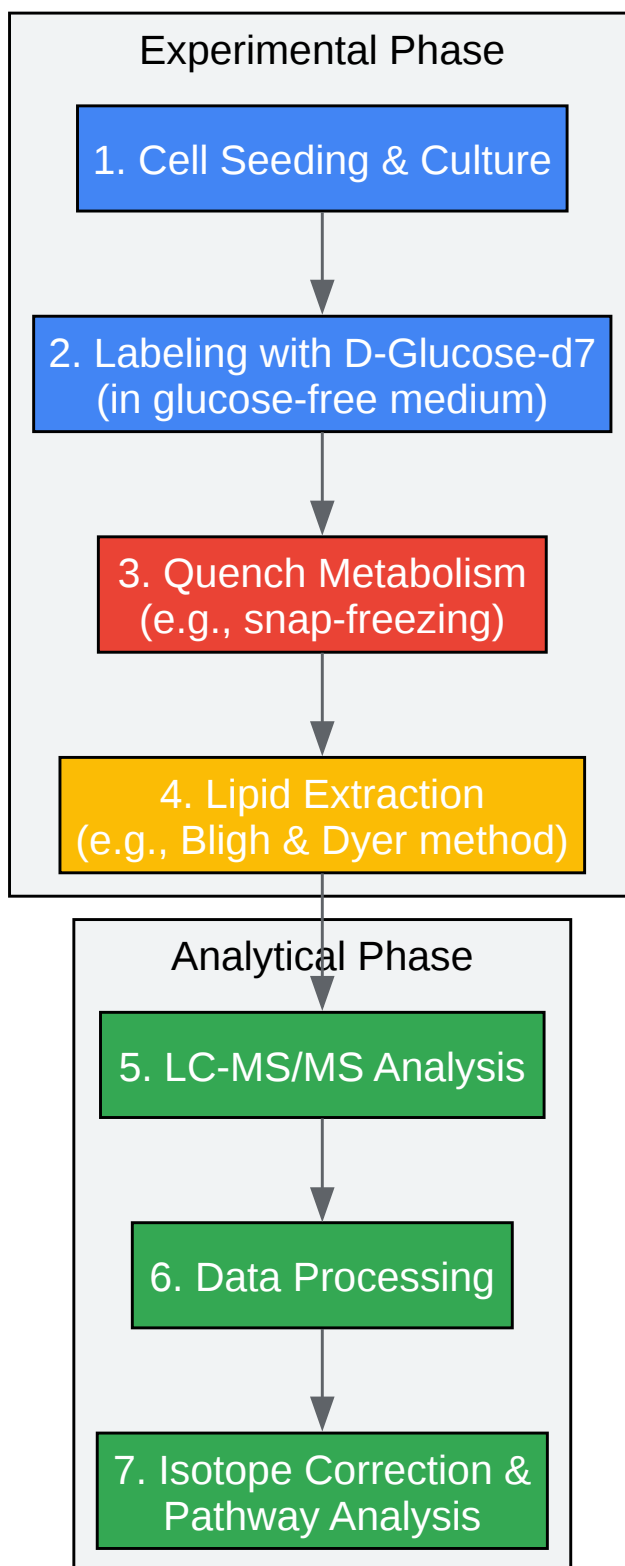 Experimental Phase
1. Cell Seeding & Culture
2. Labeling with D-Glucose-d7
(in glucose-free medium)
3. Quench Metabolism
(e.g., snap-freezing)
4. Lipid Extraction
(e.g., Bligh & Dyer method)
Analytical Phase
5. LC-MS/MS Analysis
6. Data Processing
7. Isotope Correction &
Pathway Analysis